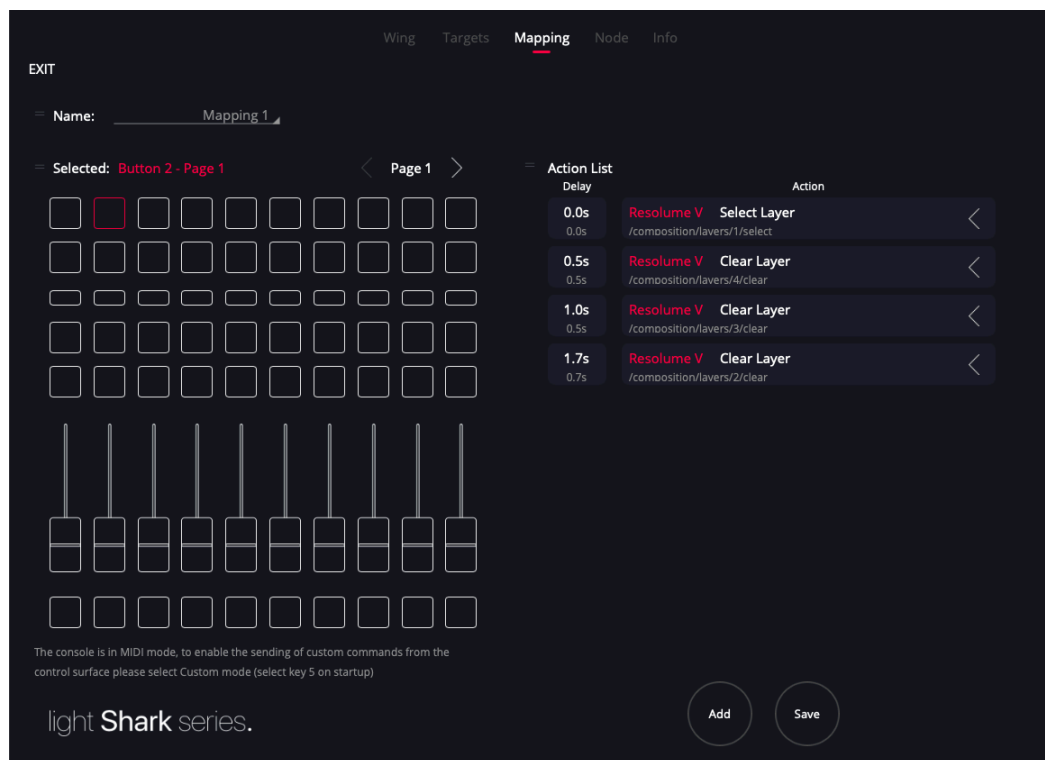 Wing Targets Mapping Node Info
EXIT
Name: Mapping 1
Selected: Button 2 - Page 1
Page 1
Action List
Delay Action
0.0s Resolume V Select Layer
0.0s /composition/layers/1/select
0.5s Resolume V Clear Layer
0.5s /composition/layers/4/clear
1.0s Resolume V Clear Layer
0.5s /composition/layers/3/clear
1.7s Resolume V Clear Layer
0.7s /composition/layers/2/clear
The console is in MIDI mode, to enable the sending of custom commands from the
control surface please select Custom mode (select key 5 on startup)
light Shark series.
Add Save